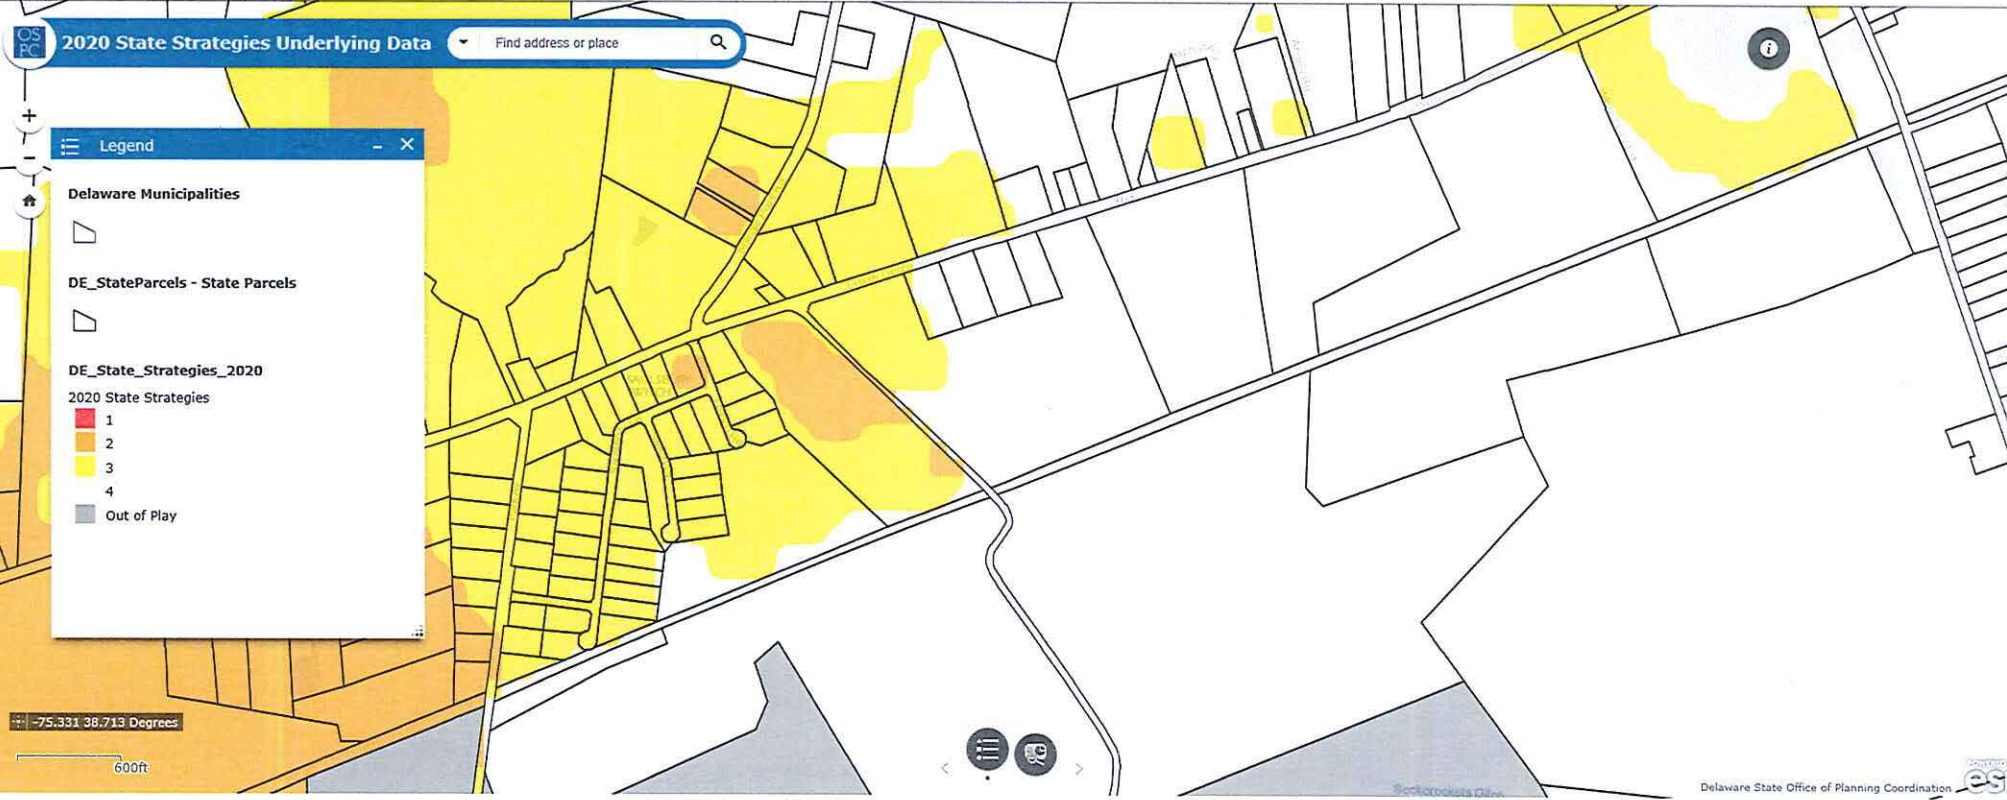 OS
PC
2020 State Strategies Underlying Data
Find address or place
+
−
Legend
Delaware Municipalities
DE_StateParcels - State Parcels
DE_State_Strategies_2020
2020 State Strategies
1
2
3
4
Out of Play
-75.331 38.713 Degrees
600ft
Delaware State Office of Planning Coordination